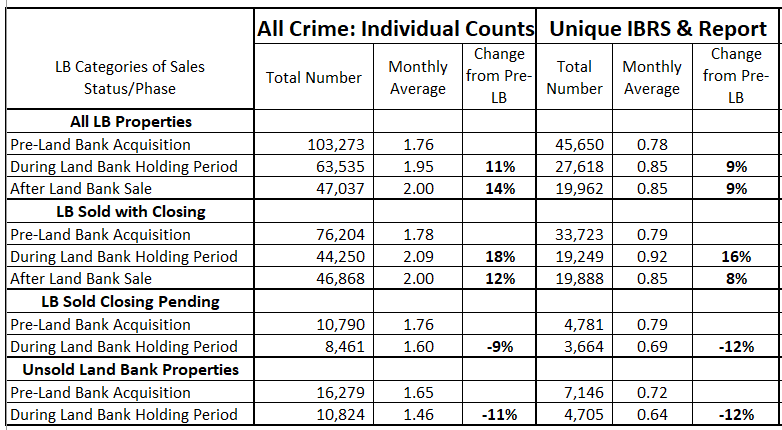 All Crime: Individual Counts Unique IBRS & Report
LB Categories of Sales Status/Phase Total Number Monthly Average Change from Pre-LB Total Number Monthly Average Change from Pre-LB
All LB Properties
Pre-Land Bank Acquisition 103,273 1.76 45,650 0.78
During Land Bank Holding Period 63,535 1.95 11% 27,618 0.85 9%
After Land Bank Sale 47,037 2.00 14% 19,962 0.85 9%
LB Sold with Closing
Pre-Land Bank Acquisition 76,204 1.78 33,723 0.79
During Land Bank Holding Period 44,250 2.09 18% 19,249 0.92 16%
After Land Bank Sale 46,868 2.00 12% 19,888 0.85 8%
LB Sold Closing Pending
Pre-Land Bank Acquisition 10,790 1.76 4,781 0.79
During Land Bank Holding Period 8,461 1.60 -9% 3,664 0.69 -12%
Unsold Land Bank Properties
Pre-Land Bank Acquisition 16,279 1.65 7,146 0.72
During Land Bank Holding Period 10,824 1.46 -11% 4,705 0.64 -12%